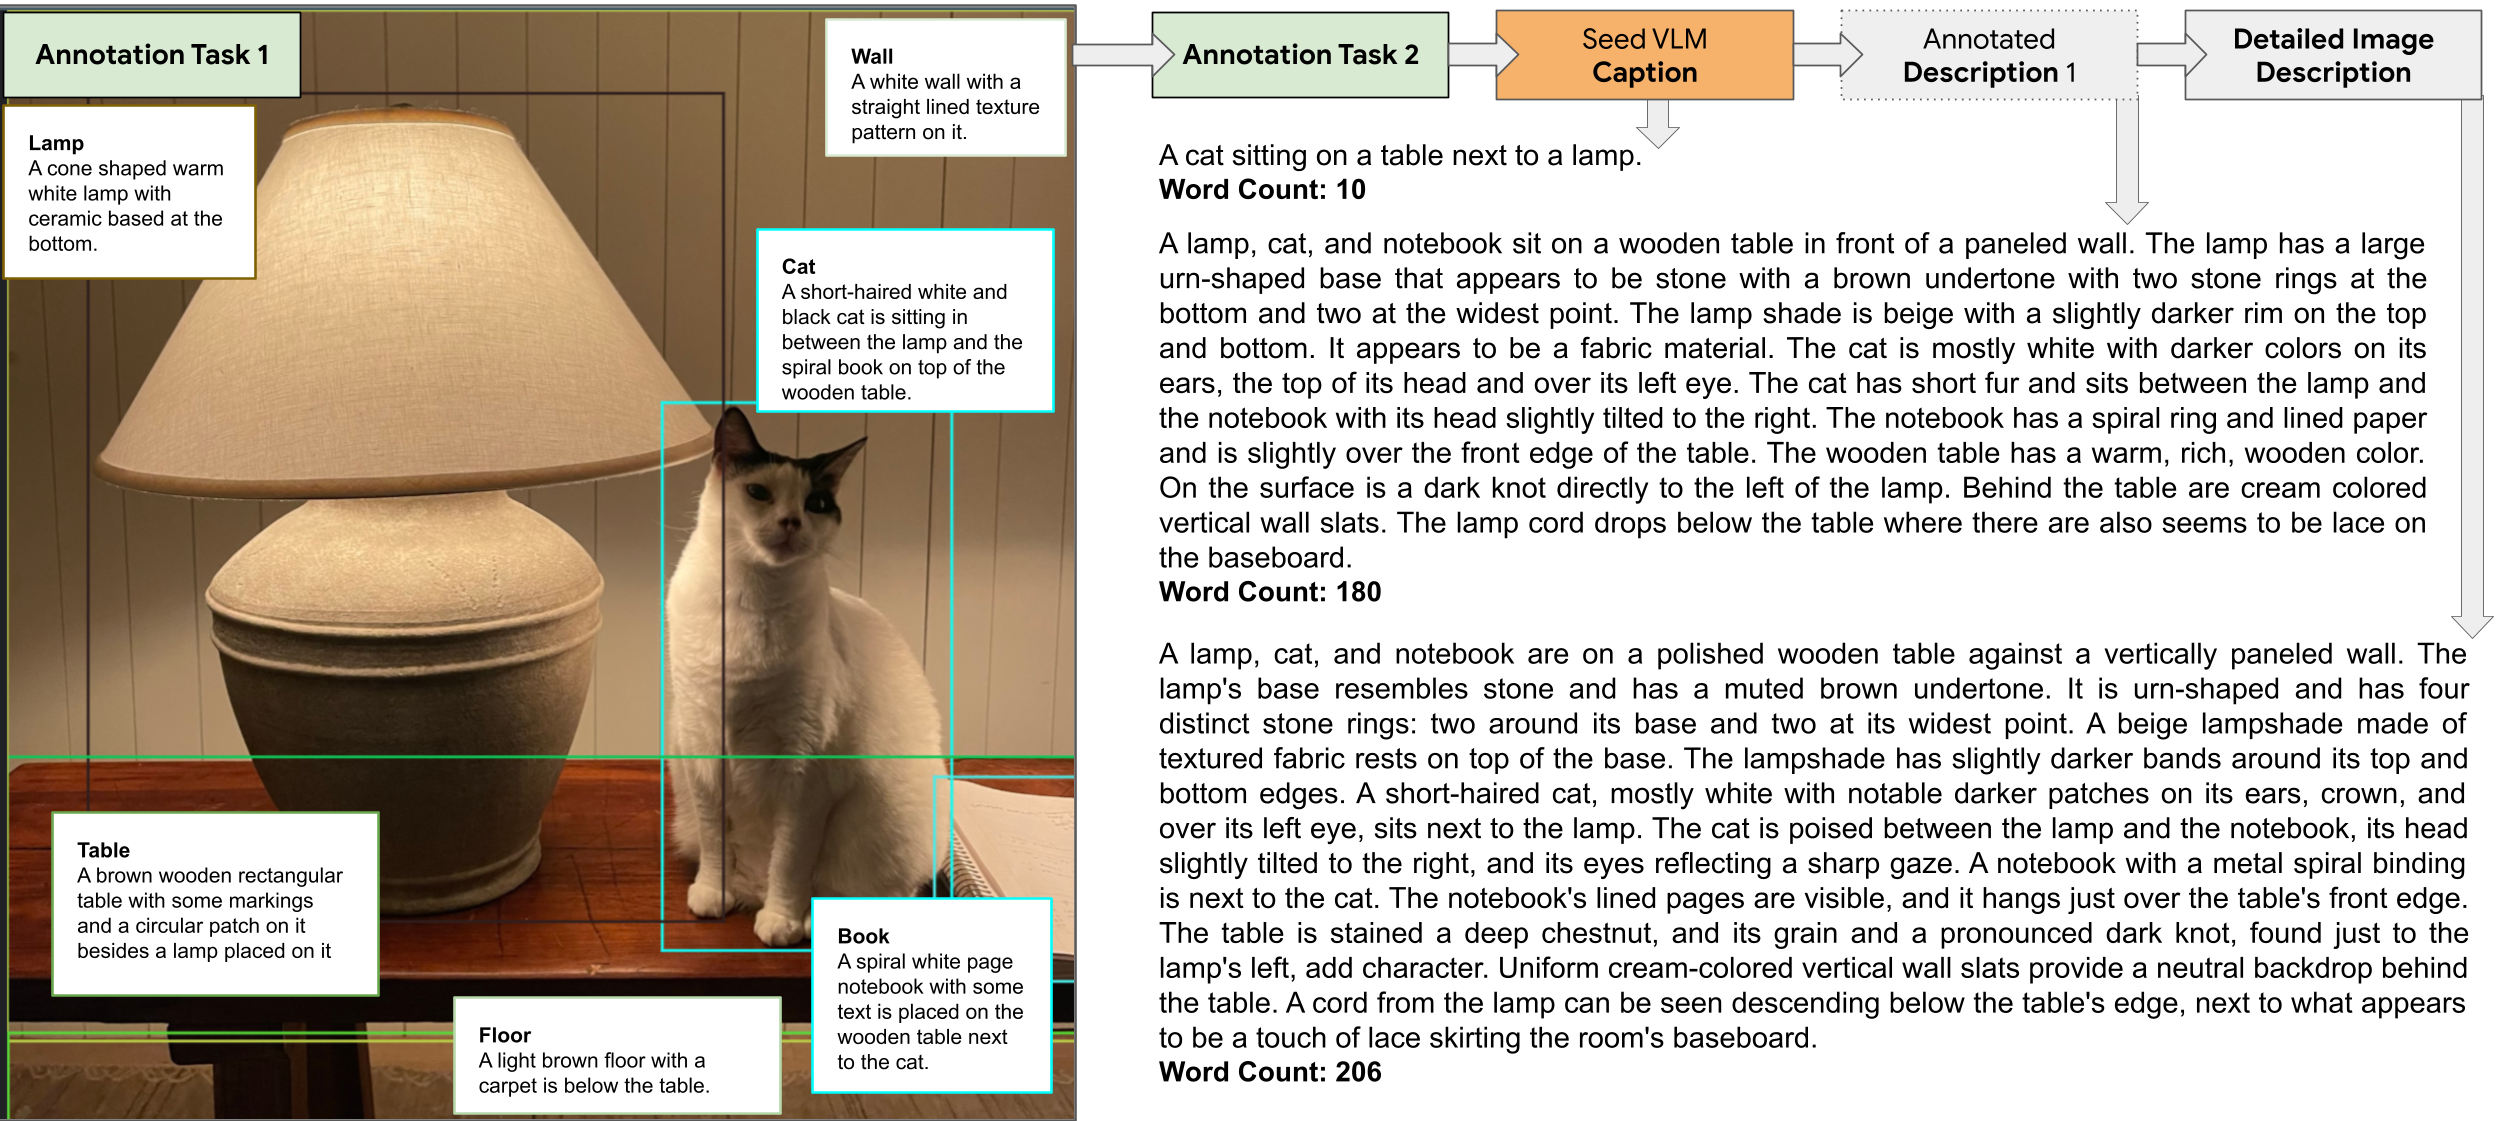 Annotation Task 1
Lamp
A cone shaped warm
white lamp with
ceramic based at the
bottom.
Wall
A white wall with a
straight lined texture
pattern on it.
Cat
A short-haired white and
black cat is sitting in
between the lamp and the
spiral book on top of the
wooden table.
Table
A brown wooden rectangular
table with some markings
and a circular patch on it
besides a lamp placed on it
Book
A spiral white page
notebook with some
text is placed on the
wooden table next
to the cat.
Floor
A light brown floor with a
carpet is below the table.
Annotation Task 2
Seed VLM
Caption
Annotated
Description 1
Detailed Image
Description
A cat sitting on a table next to a lamp.
Word Count: 10
A lamp, cat, and notebook sit on a wooden table in front of a paneled wall. The lamp has a large
urn-shaped base that appears to be stone with a brown undertone with two stone rings at the
bottom and two at the widest point. The lamp shade is beige with a slightly darker rim on the top
and bottom. It appears to be a fabric material. The cat is mostly white with darker colors on its
ears, the top of its head and over its left eye. The cat has short fur and sits between the lamp and
the notebook with its head slightly tilted to the right. The notebook has a spiral ring and lined paper
and is slightly over the front edge of the table. The wooden table has a warm, rich, wooden color.
On the surface is a dark knot directly to the left of the lamp. Behind the table are cream colored
vertical wall slats. The lamp cord drops below the table where there are also seems to be lace on
the baseboard.
Word Count: 180
A lamp, cat, and notebook are on a polished wooden table against a vertically paneled wall. The
lamp's base resembles stone and has a muted brown undertone. It is urn-shaped and has four
distinct stone rings: two around its base and two at its widest point. A beige lampshade made of
textured fabric rests on top of the base. The lampshade has slightly darker bands around its top and
bottom edges. A short-haired cat, mostly white with notable darker patches on its ears, crown, and
over its left eye, sits next to the lamp. The cat is poised between the lamp and the notebook, its head
slightly tilted to the right, and its eyes reflecting a sharp gaze. A notebook with a metal spiral binding
is next to the cat. The notebook's lined pages are visible, and it hangs just over the table's front edge.
The table is stained a deep chestnut, and its grain and a pronounced dark knot, found just to the
lamp's left, add character. Uniform cream-colored vertical wall slats provide a neutral backdrop behind
the table. A cord from the lamp can be seen descending below the table's edge, next to what appears
to be a touch of lace skirting the room's baseboard.
Word Count: 206